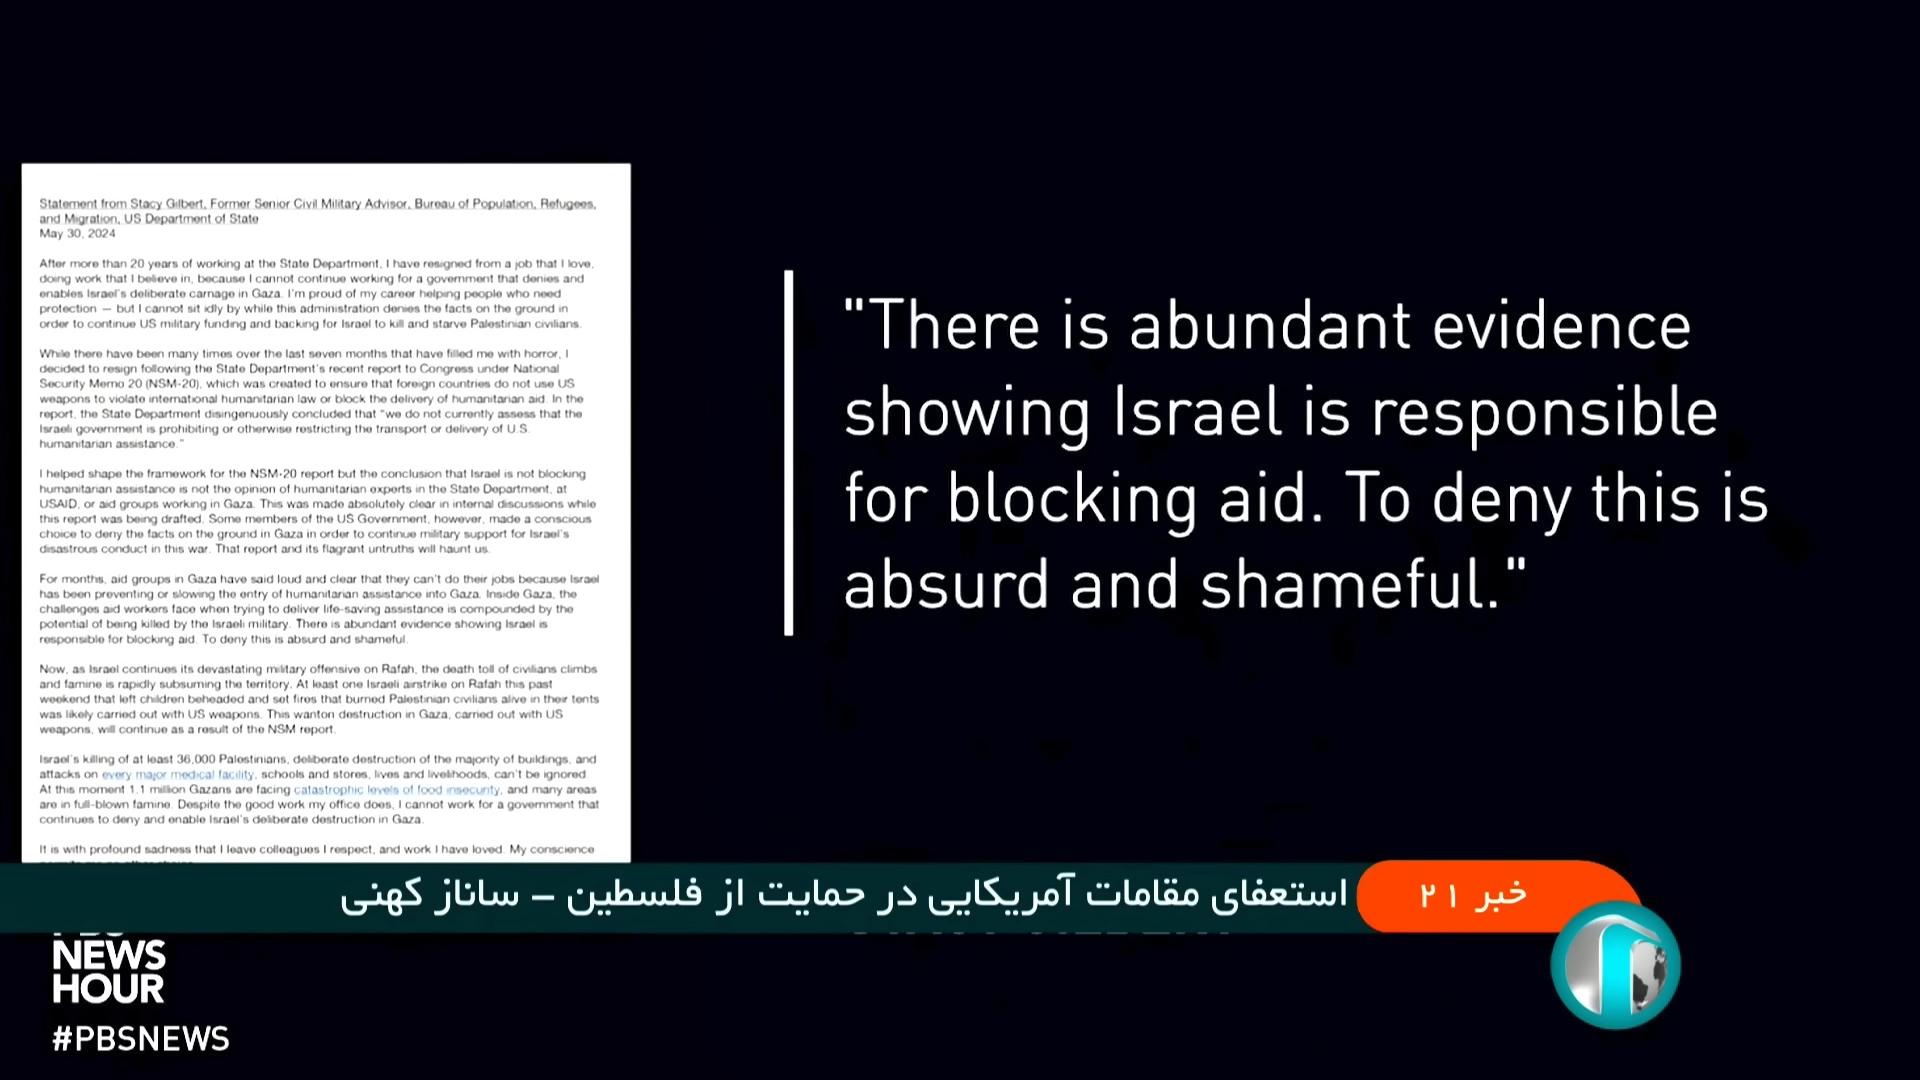 Statement from Stacy Gilbert, Former Senior Civil Military Advisor, Bureau of Population, Refugees,
and Migration, US Department of State
May 30, 2024
After more than 20 years of working at the State Department, I have resigned from a job that I love,
doing work that I believe in, because I cannot continue working for a government that denies and
enables Israel's deliberate carnage in Gaza. I'm proud of my career helping people who need
protection — but I cannot sit idly by while this administration denies the facts on the ground in
order to continue US military funding and backing for Israel to kill and starve Palestinian civilians.
While there have been many times over the last seven months that have filled me with horror, I
decided to resign following the State Department's recent report to Congress under National
Security Memo 20 (NSM-20), which was created to ensure that foreign countries do not use US
weapons to violate international humanitarian law or block the delivery of humanitarian aid. In the
report, the State Department disingenuously concluded that "we do not currently assess that the
Israeli government is prohibiting or otherwise restricting the transport or delivery of U.S.
humanitarian assistance."
I helped shape the framework for the NSM-20 report but the conclusion that Israel is not blocking
humanitarian assistance is not the opinion of humanitarian experts in the State Department, at
USAID, or aid groups working in Gaza. This was made absolutely clear in internal discussions while
this report was being drafted. Some members of the US Government, however, made a conscious
choice to deny the facts on the ground in Gaza in order to continue military support for Israel's
disastrous conduct in this war. That report and its flagrant untruths will haunt us.
For months, aid groups in Gaza have said loud and clear that they can't do their jobs because Israel
has been preventing or slowing the entry of humanitarian assistance into Gaza. Inside Gaza, the
challenges aid workers face when trying to deliver life-saving assistance is compounded by the
potential of being killed by the Israeli military. There is abundant evidence showing Israel is
responsible for blocking aid. To deny this is absurd and shameful.
Now, as Israel continues its devastating military offensive on Rafah, the death toll of civilians climbs
and famine is rapidly subsuming the territory. At least one Israeli airstrike on Rafah this past
weekend that left children beheaded and set fires that burned Palestinian civilians alive in their tents
was likely carried out with US weapons. This wanton destruction in Gaza, carried out with US
weapons, will continue as a result of the NSM report.
Israel's killing of at least 36,000 Palestinians, deliberate destruction of the majority of buildings, and
attacks on every major medical facility, schools and stores, lives and livelihoods, can't be ignored.
At this moment 1.1 million Gazans are facing catastrophic levels of food insecurity, and many areas
are in full-blown famine. Despite the good work my office does, I cannot work for a government that
continues to deny and enable Israel's deliberate destruction in Gaza.
It is with profound sadness that I leave colleagues I respect, and work I have loved. My conscience
"There is abundant evidence
showing Israel is responsible
for blocking aid. To deny this is
absurd and shameful."
خبر ۲۱
استعفای مقامات آمریکایی در حمایت از فلسطین – ساناز کهنی
PBS
NEWS
HOUR
#PBSNEWS